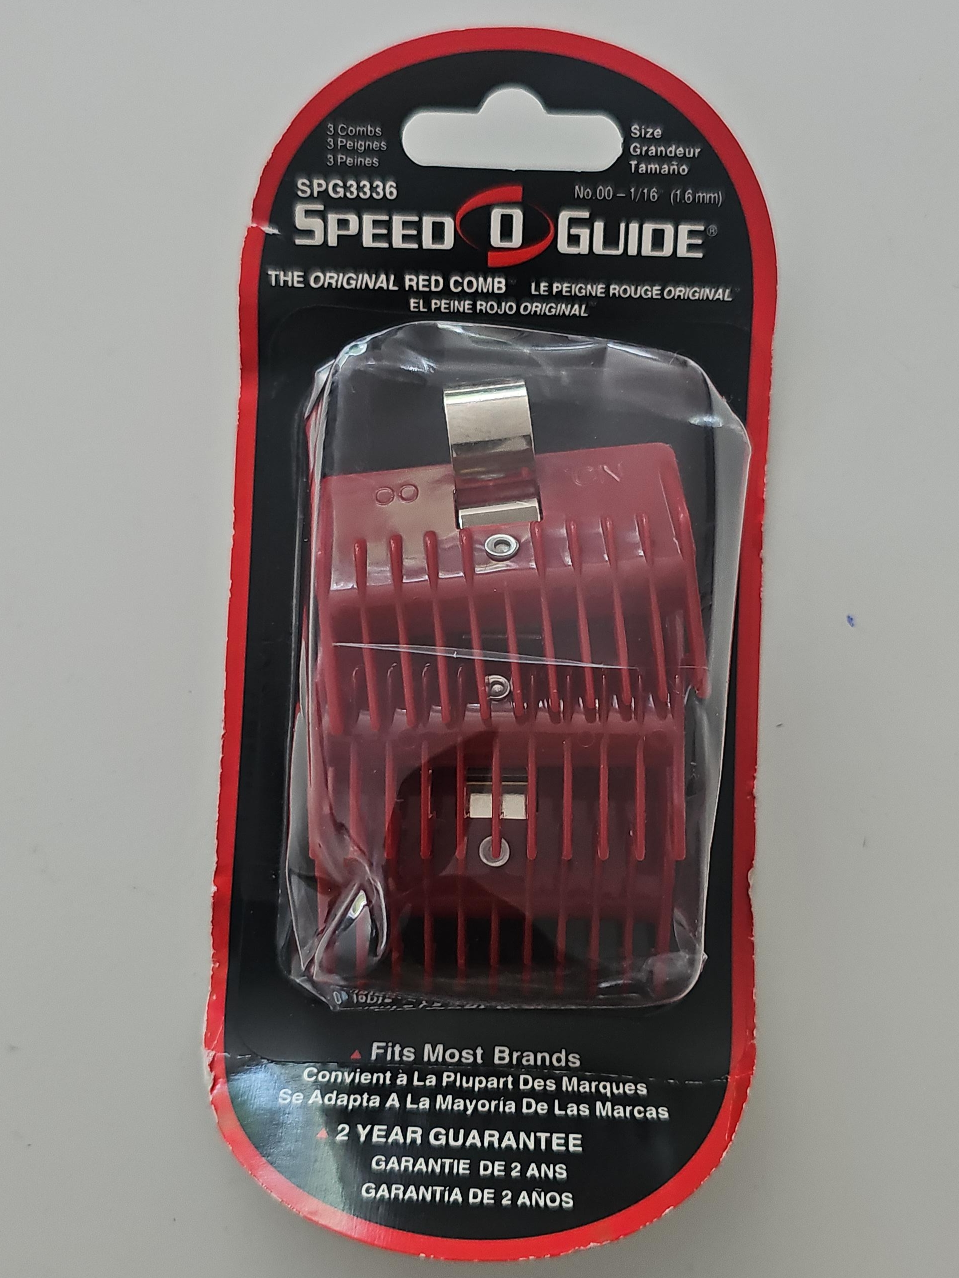 3 Combs
3 Peignes
3 Peines
Size
Grandeur
Tamaño
SPG3336
No.00 – 1/16" (1.6 mm)
SPEED O GUIDE®
THE ORIGINAL RED COMB™
LE PEIGNE ROUGE ORIGINAL™
EL PEINE ROJO ORIGINAL™
00
Fits Most Brands
Convient à La Plupart Des Marques
Se Adapta A La Mayoría De Las Marcas
2 YEAR GUARANTEE
GARANTIE DE 2 ANS
GARANTíA DE 2 AÑOS